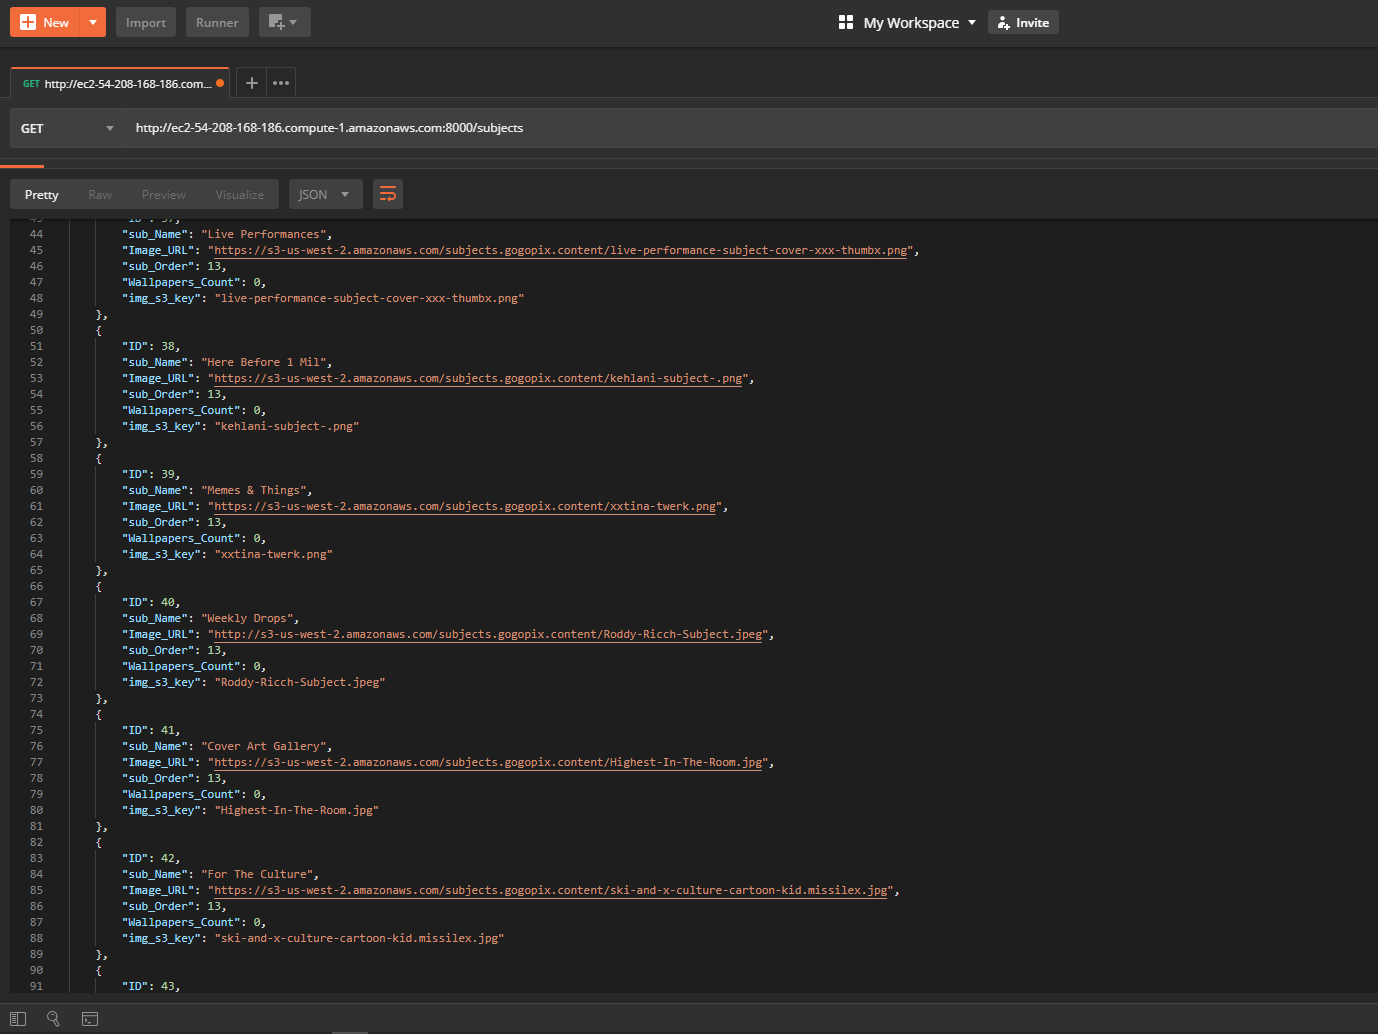 New Import Runner My Workspace Invite
GET http://ec2-54-208-168-186.com...
GET http://ec2-54-208-168-186.compute-1.amazonaws.com:8000/subjects
Pretty Raw Preview Visualize JSON
44 "sub_Name": "Live Performances",
45 "Image_URL": "https://s3-us-west-2.amazonaws.com/subjects.gogopix.content/live-performance-subject-cover-xxx-thumbx.png",
46 "sub_Order": 13,
47 "Wallpapers_Count": 0,
48 "img_s3_key": "live-performance-subject-cover-xxx-thumbx.png"
49 },
50 {
51 "ID": 38,
52 "sub_Name": "Here Before 1 Mil",
53 "Image_URL": "https://s3-us-west-2.amazonaws.com/subjects.gogopix.content/kehlani-subject-.png",
54 "sub_Order": 13,
55 "Wallpapers_Count": 0,
56 "img_s3_key": "kehlani-subject-.png"
57 },
58 {
59 "ID": 39,
60 "sub_Name": "Memes & Things",
61 "Image_URL": "https://s3-us-west-2.amazonaws.com/subjects.gogopix.content/xxtina-twerk.png",
62 "sub_Order": 13,
63 "Wallpapers_Count": 0,
64 "img_s3_key": "xxtina-twerk.png"
65 },
66 {
67 "ID": 40,
68 "sub_Name": "Weekly Drops",
69 "Image_URL": "http://s3-us-west-2.amazonaws.com/subjects.gogopix.content/Roddy-Ricch-Subject.jpeg",
70 "sub_Order": 13,
71 "Wallpapers_Count": 0,
72 "img_s3_key": "Roddy-Ricch-Subject.jpeg"
73 },
74 {
75 "ID": 41,
76 "sub_Name": "Cover Art Gallery",
77 "Image_URL": "https://s3-us-west-2.amazonaws.com/subjects.gogopix.content/Highest-In-The-Room.jpg",
78 "sub_Order": 13,
79 "Wallpapers_Count": 0,
80 "img_s3_key": "Highest-In-The-Room.jpg"
81 },
82 {
83 "ID": 42,
84 "sub_Name": "For The Culture",
85 "Image_URL": "https://s3-us-west-2.amazonaws.com/subjects.gogopix.content/ski-and-x-culture-cartoon-kid.missilex.jpg",
86 "sub_Order": 13,
87 "Wallpapers_Count": 0,
88 "img_s3_key": "ski-and-x-culture-cartoon-kid.missilex.jpg"
89 },
90 {
91 "ID": 43,